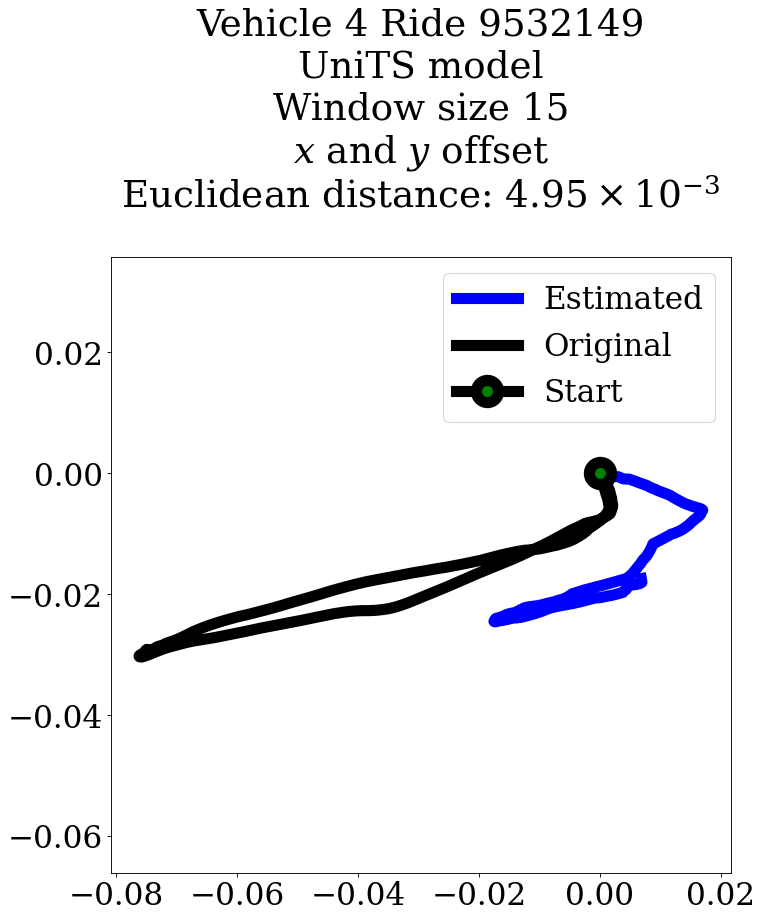 Vehicle 4 Ride 9532149
UniTS model
Window size 15
x and y offset
Euclidean distance: 4.95 × 10⁻³
Estimated
Original
Start
0.02
0.00
−0.02
−0.04
−0.06
−0.08 −0.06 −0.04 −0.02 0.00 0.02